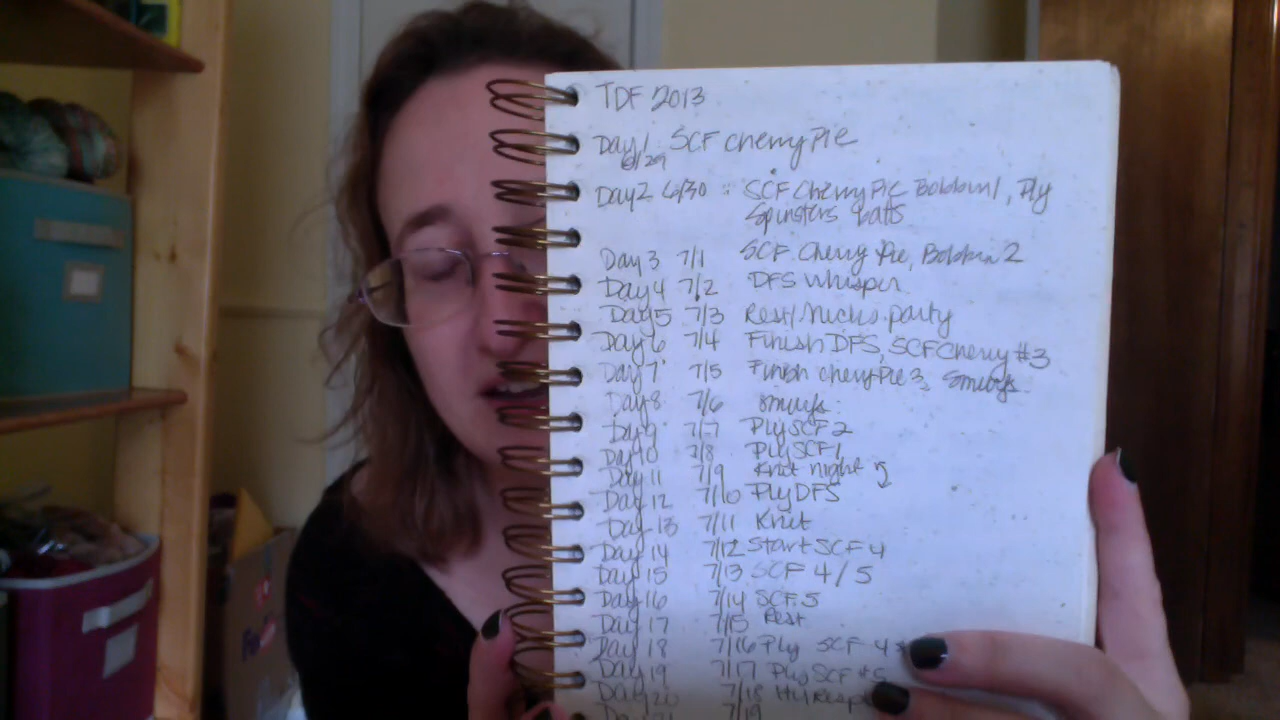 TDF 2013
Day 1 SCF Cherry Pie
6/29
Day 2 6/30 : SCF Cherry Pie Bobbin 1, Ply
Spinsters batts
Day 3 7/1 SCF Cherry Pie, Bobbin 2
Day 4 7/2 DFS Whisper
Day 5 7/3 Rest/ party
Day 6 7/4 Finish DFS, SCF Cherry #3
Day 7 7/5 Finish Cherry Pie 3, Smurfs
Day 8 7/6 Smurfs
Day 9 7/7 Ply SCF 2
Day 10 7/8 Ply SCF 1
Day 11 7/9 Knit night
Day 12 7/10 Ply DFS
Day 13 7/11 Knit
Day 14 7/12 Start SCF 4
Day 15 7/13 SCF 4/5
Day 16 7/14 SCF 5
Day 17 7/15 Rest
Day 18 7/16 Ply SCF 4
Day 19 7/17 Ply SCF #5
Day 20 7/18
Day 21 7/19